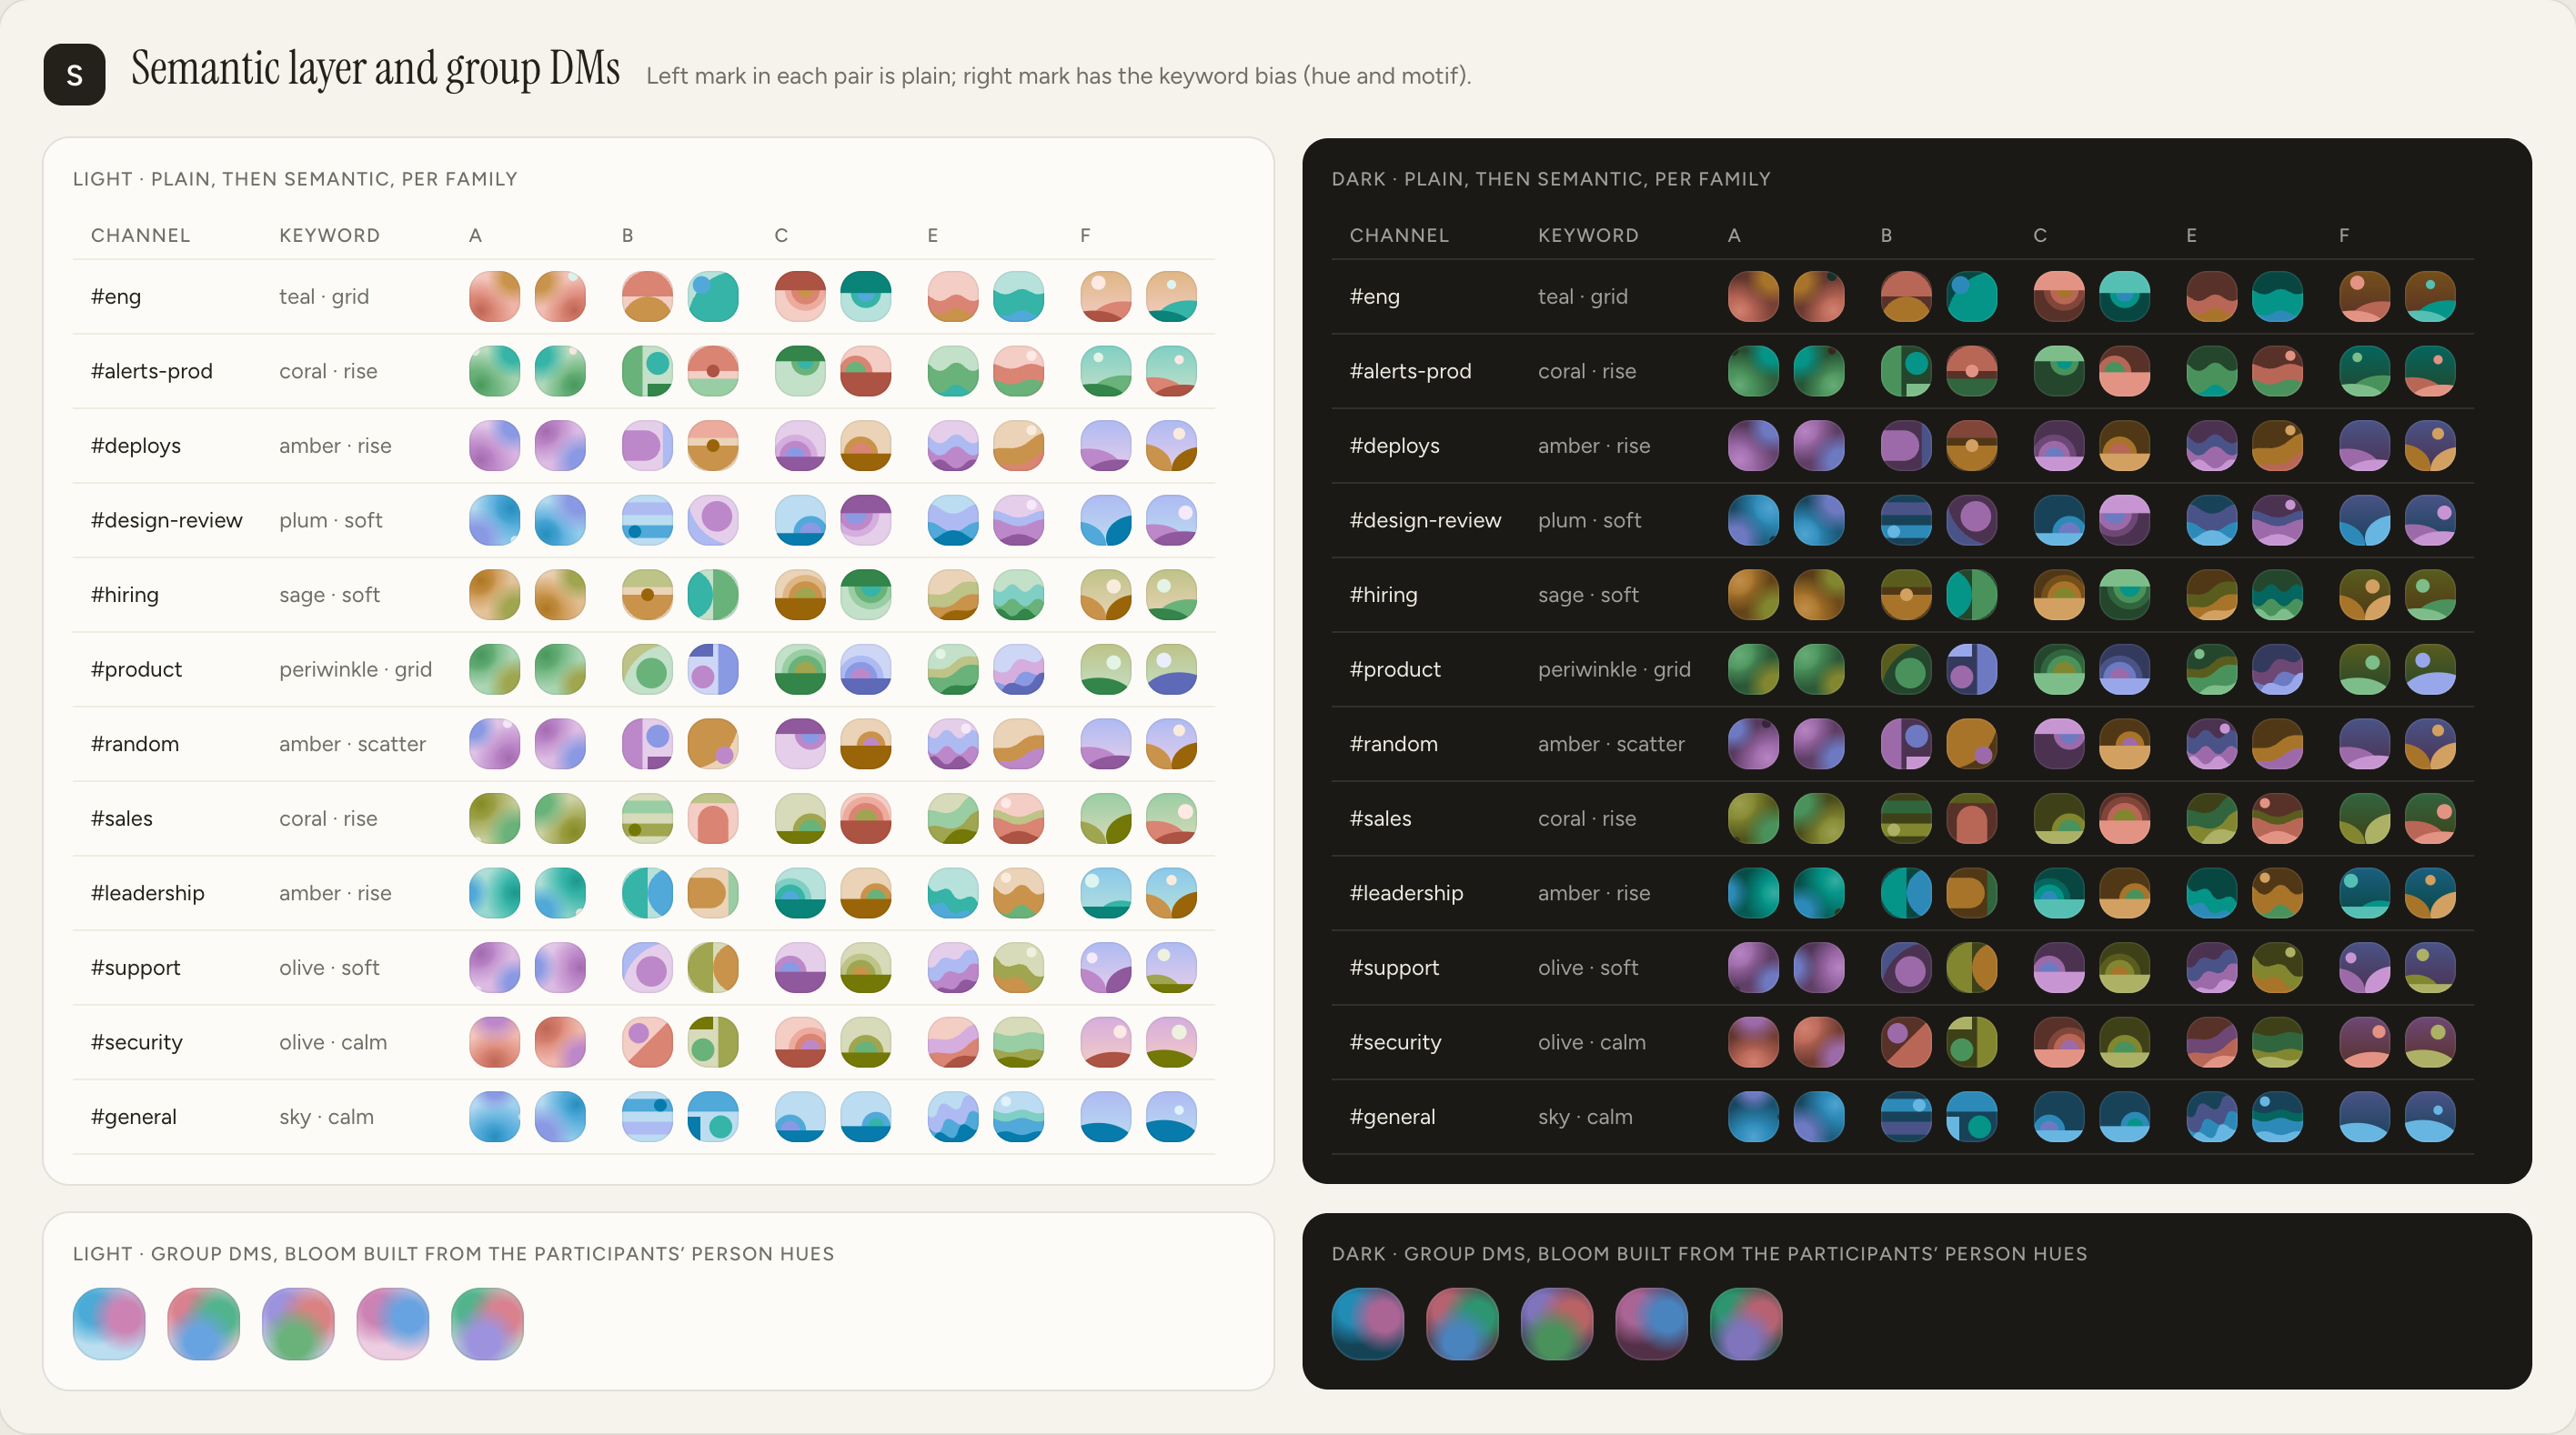 S
Semantic layer and group DMs
Left mark in each pair is plain; right mark has the keyword bias (hue and motif).
LIGHT · PLAIN, THEN SEMANTIC, PER FAMILY
CHANNEL KEYWORD A B C E F
#eng teal · grid
#alerts-prod coral · rise
#deploys amber · rise
#design-review plum · soft
#hiring sage · soft
#product periwinkle · grid
#random amber · scatter
#sales coral · rise
#leadership amber · rise
#support olive · soft
#security olive · calm
#general sky · calm
DARK · PLAIN, THEN SEMANTIC, PER FAMILY
CHANNEL KEYWORD A B C E F
#eng teal · grid
#alerts-prod coral · rise
#deploys amber · rise
#design-review plum · soft
#hiring sage · soft
#product periwinkle · grid
#random amber · scatter
#sales coral · rise
#leadership amber · rise
#support olive · soft
#security olive · calm
#general sky · calm
LIGHT · GROUP DMS, BLOOM BUILT FROM THE PARTICIPANTS’ PERSON HUES
DARK · GROUP DMS, BLOOM BUILT FROM THE PARTICIPANTS’ PERSON HUES